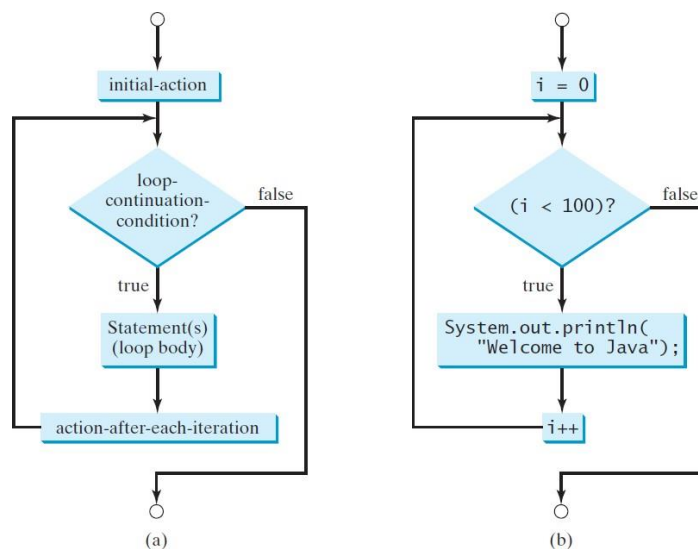 initial-action
loop-
continuation-
condition?
false
true
Statement(s)
(loop body)
action-after-each-iteration
(a)
i = 0
(i < 100)?
false
true
System.out.println(
"Welcome to Java");
i++
(b)